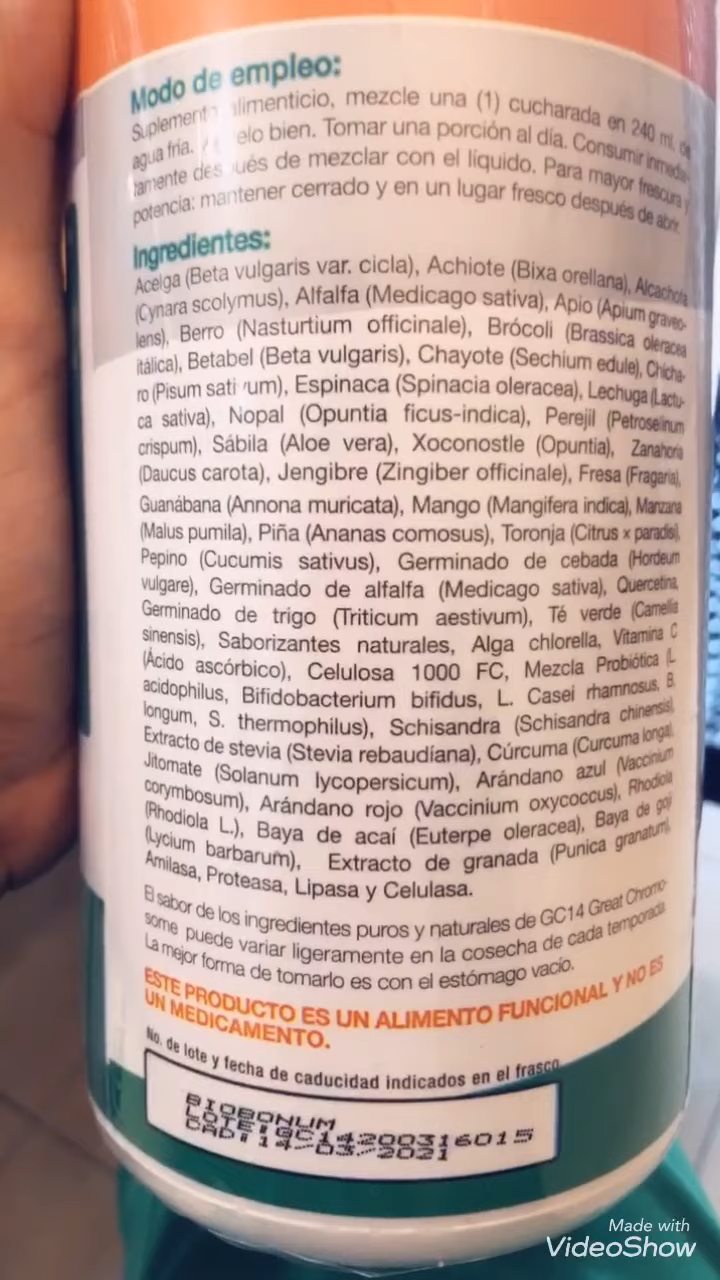 Modo de empleo:
Suplemento alimenticio, mezcle una (1) cucharada en 240 ml. de
agua fría. elo bien. Tomar una porción al día. Consumir inmedia-
tamente después de mezclar con el líquido. Para mayor frescura y
potencia: mantener cerrado y en un lugar fresco después de abrir.
Ingredientes:
Acelga (Beta vulgaris var. cicla), Achiote (Bixa orellana), Alcachofa
(Cynara scolymus), Alfalfa (Medicago sativa), Apio (Apium graveo-
lens), Berro (Nasturtium officinale), Brócoli (Brassica oleracea
itálica), Betabel (Beta vulgaris), Chayote (Sechium edule), Chícha-
ro (Pisum sativum), Espinaca (Spinacia oleracea), Lechuga (Lactu-
ca sativa), Nopal (Opuntia ficus-indica), Perejil (Petroselinum
crispum), Sábila (Aloe vera), Xoconostle (Opuntia), Zanahoria
(Daucus carota), Jengibre (Zingiber officinale), Fresa (Fragaria),
Guanábana (Annona muricata), Mango (Mangifera indica), Manzana
(Malus pumila), Piña (Ananas comosus), Toronja (Citrus × paradisi),
Pepino (Cucumis sativus), Germinado de cebada (Hordeum
vulgare), Germinado de alfalfa (Medicago sativa), Quercetina,
Germinado de trigo (Triticum aestivum), Té verde (Camellia
sinensis), Saborizantes naturales, Alga chlorella, Vitamina C
(Ácido ascórbico), Celulosa 1000 FC, Mezcla Probiótica (L.
acidophilus, Bifidobacterium bifidus, L. Casei rhamnosus, B.
longum, S. thermophilus), Schisandra (Schisandra chinensis),
Extracto de stevia (Stevia rebaudiana), Cúrcuma (Curcuma longa),
Jitomate (Solanum lycopersicum), Arándano azul (Vaccinium
corymbosum), Arándano rojo (Vaccinium oxycoccus), Rhodiola
(Rhodiola L.), Baya de acaí (Euterpe oleracea), Baya de goji
(Lycium barbarum), Extracto de granada (Punica granatum),
Amilasa, Proteasa, Lipasa y Celulasa.
El sabor de los ingredientes puros y naturales de GC14 Great Chromo-
some puede variar ligeramente en la cosecha de cada temporada.
La mejor forma de tomarlo es con el estómago vacío.
ESTE PRODUCTO ES UN ALIMENTO FUNCIONAL Y NO ES
UN MEDICAMENTO.
No. de lote y fecha de caducidad indicados en el frasco
BIOBONUM
LOTE:GC14200316015
CAD:14/03/2021
Made with
VideoShow